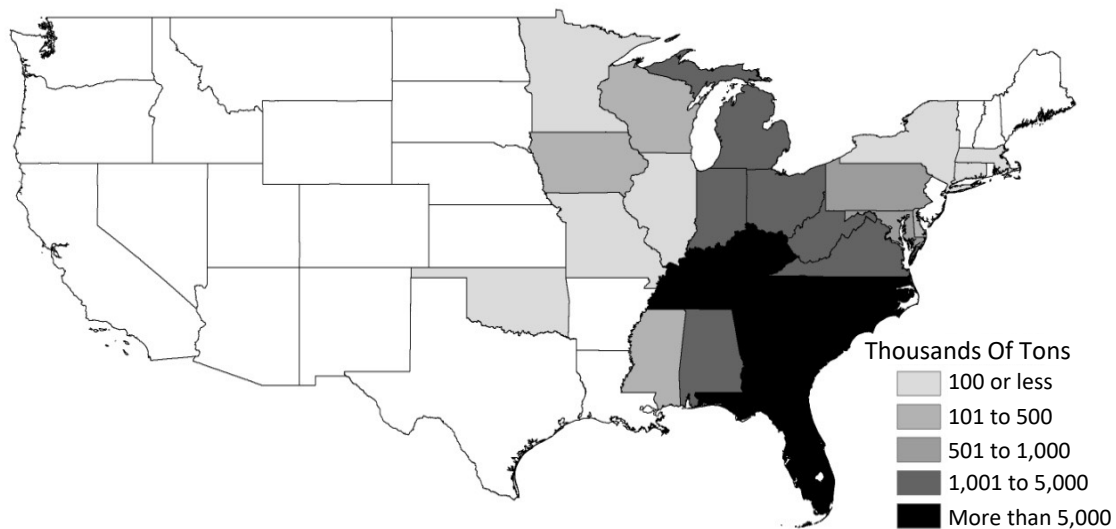 Thousands Of Tons
100 or less
101 to 500
501 to 1,000
1,001 to 5,000
More than 5,000